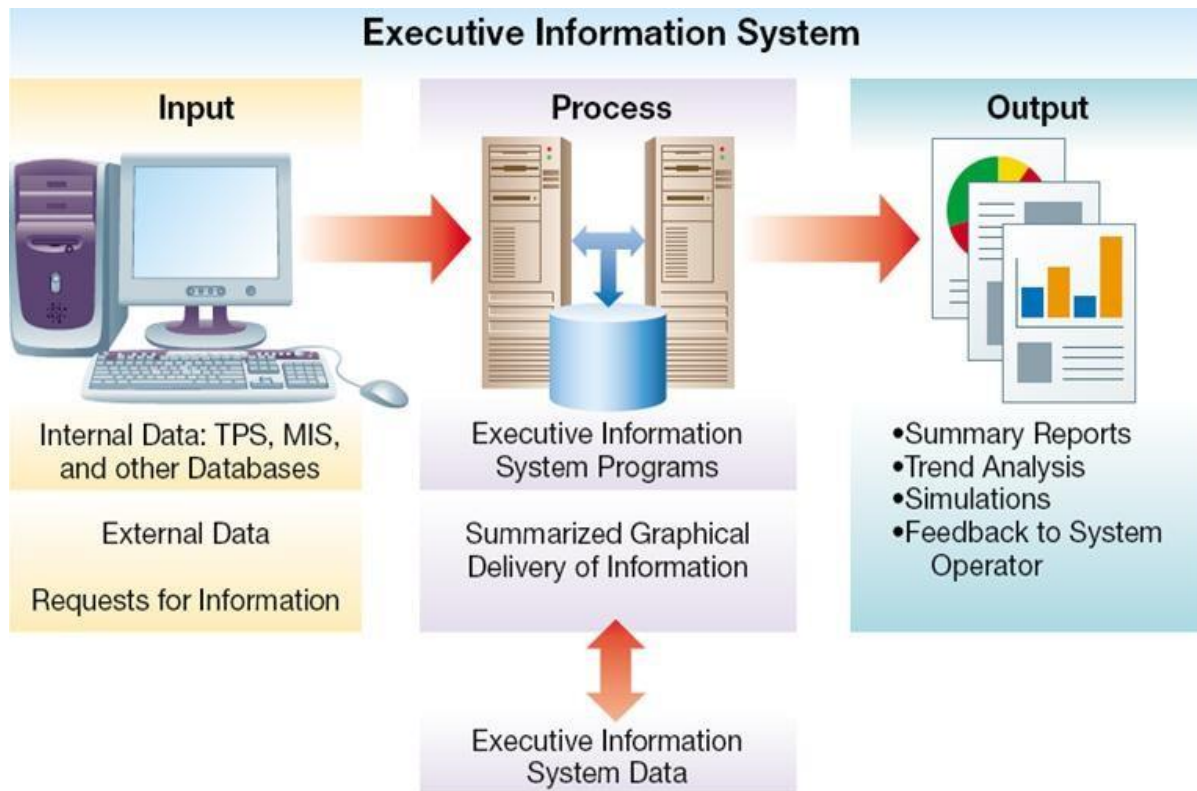 Executive Information System
Input
Internal Data: TPS, MIS,
and other Databases
External Data
Requests for Information
Process
Executive Information
System Programs
Summarized Graphical
Delivery of Information
Executive Information
System Data
Output
•Summary Reports
•Trend Analysis
•Simulations
•Feedback to System
Operator